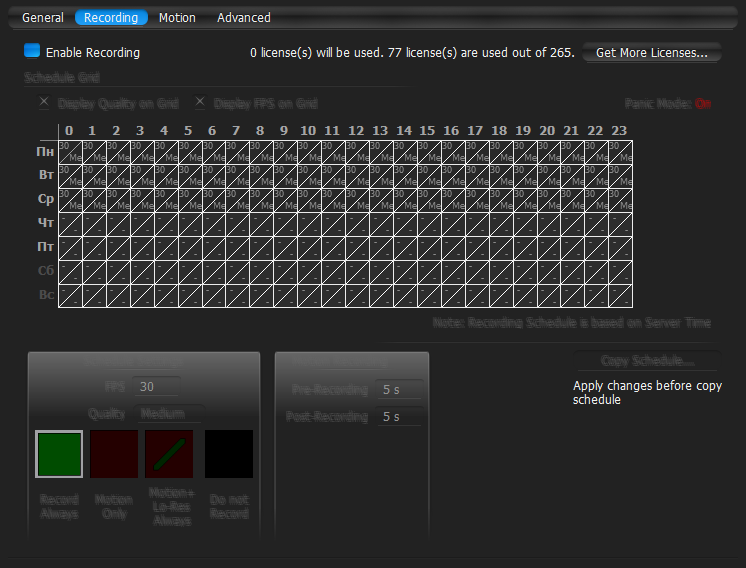 General Recording Motion Advanced
Enable Recording 0 license(s) will be used. 77 license(s) are used out of 265. Get More Licenses...
Schedule Grid
Display Quality on Grid Display FPS on Grid Panic Mode: On
0 1 2 3 4 5 6 7 8 9 10 11 12 13 14 15 16 17 18 19 20 21 22 23
Пн 30 30 30 30 30 30 30 30 30 30 30 30 30 30 30 30 30 30 30 30 30 30 30 30
Me Me Me Me Me Me Me Me Me Me Me Me Me Me Me Me Me Me Me Me Me Me Me Me
Вт 30 30 30 30 30 30 30 30 30 30 30 30 30 30 30 30 30 30 30 30 30 30 30 30
Me Me Me Me Me Me Me Me Me Me Me Me Me Me Me Me Me Me Me Me Me Me Me Me
Ср 30 30 30 30 30 30 30 30 30 30 30 30 30 30 30 30 30 30 30 30 30 30 30 30
Me Me Me Me Me Me Me Me Me Me Me Me Me Me Me Me Me Me Me Me Me Me Me Me
Чт
Пт
Сб
Вс
Note: Recording Schedule is based on Server Time
Copy Schedule...
FPS 30
Pre-Recording 5 s
Apply changes before copy
schedule
Quality Medium
Post-Recording 5 s
Record
Always
Motion
Only
Motion+
Lo-Res
Always
Do not
Record